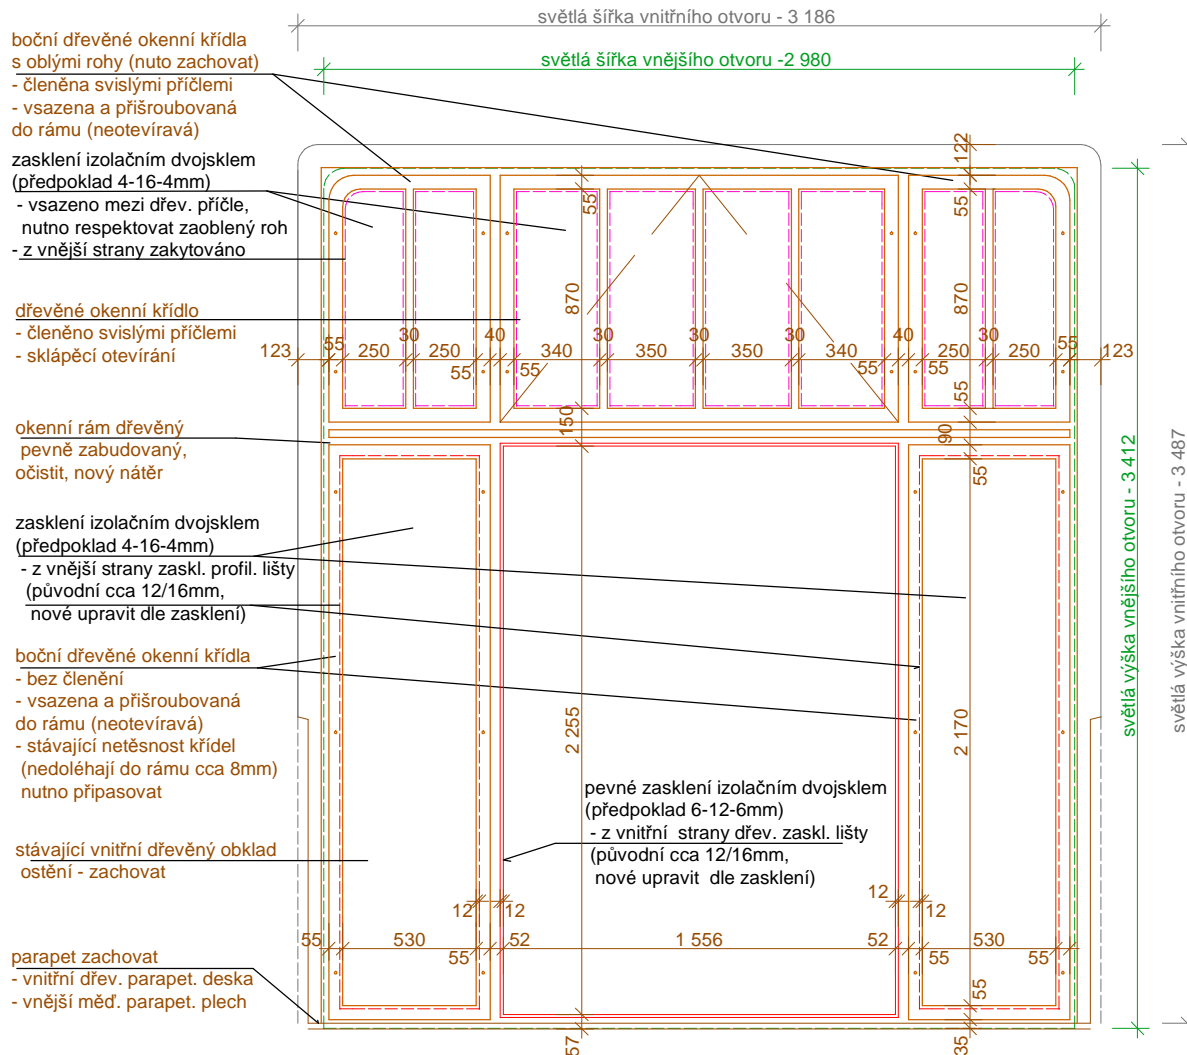 světlá šířka vnitřního otvoru - 3 186
světlá šířka vnějšího otvoru -2 980
boční dřevěné okenní křídla
s oblými rohy (nuto zachovat)
- členěna svislými příčlemi
- vsazena a přišroubovaná
do rámu (neotevíravá)
zasklení izolačním dvojsklem
(předpoklad 4-16-4mm)
- vsazeno mezi dřev. příčle,
nutno respektovat zaoblený roh
- z vnější strany zakytováno
dřevěné okenní křídlo
- členěno svislými příčlemi
- sklápěcí otevírání
okenní rám dřevěný
pevně zabudovaný,
očistit, nový nátěr
zasklení izolačním dvojsklem
(předpoklad 4-16-4mm)
- z vnější strany zaskl. profil. lišty
(původní cca 12/16mm,
nové upravit dle zasklení)
boční dřevěné okenní křídla
- bez členění
- vsazena a přišroubovaná
do rámu (neotevíravá)
- stávající netěsnost křídel
(nedoléhají do rámu cca 8mm)
nutno připasovat
stávající vnitřní dřevěný obklad
ostění - zachovat
parapet zachovat
- vnitřní dřev. parapet. deska
- vnější měď. parapet. plech
pevné zasklení izolačním dvojsklem
(předpoklad 6-12-6mm)
- z vnitřní strany dřev. zaskl. lišty
(původní cca 12/16mm,
nové upravit dle zasklení)
122
55
55
870
870
123
55
250
30
250
55
40
55
340
30
350
30
350
30
340
55
40
55
250
30
250
55
123
150
55
90
55
2 255
2 170
12
12
12
12
55
530
55
52
1 556
52
55
530
55
55
57
35
světlá výška vnějšího otvoru - 3 412
světlá výška vnitřního otvoru - 3 487